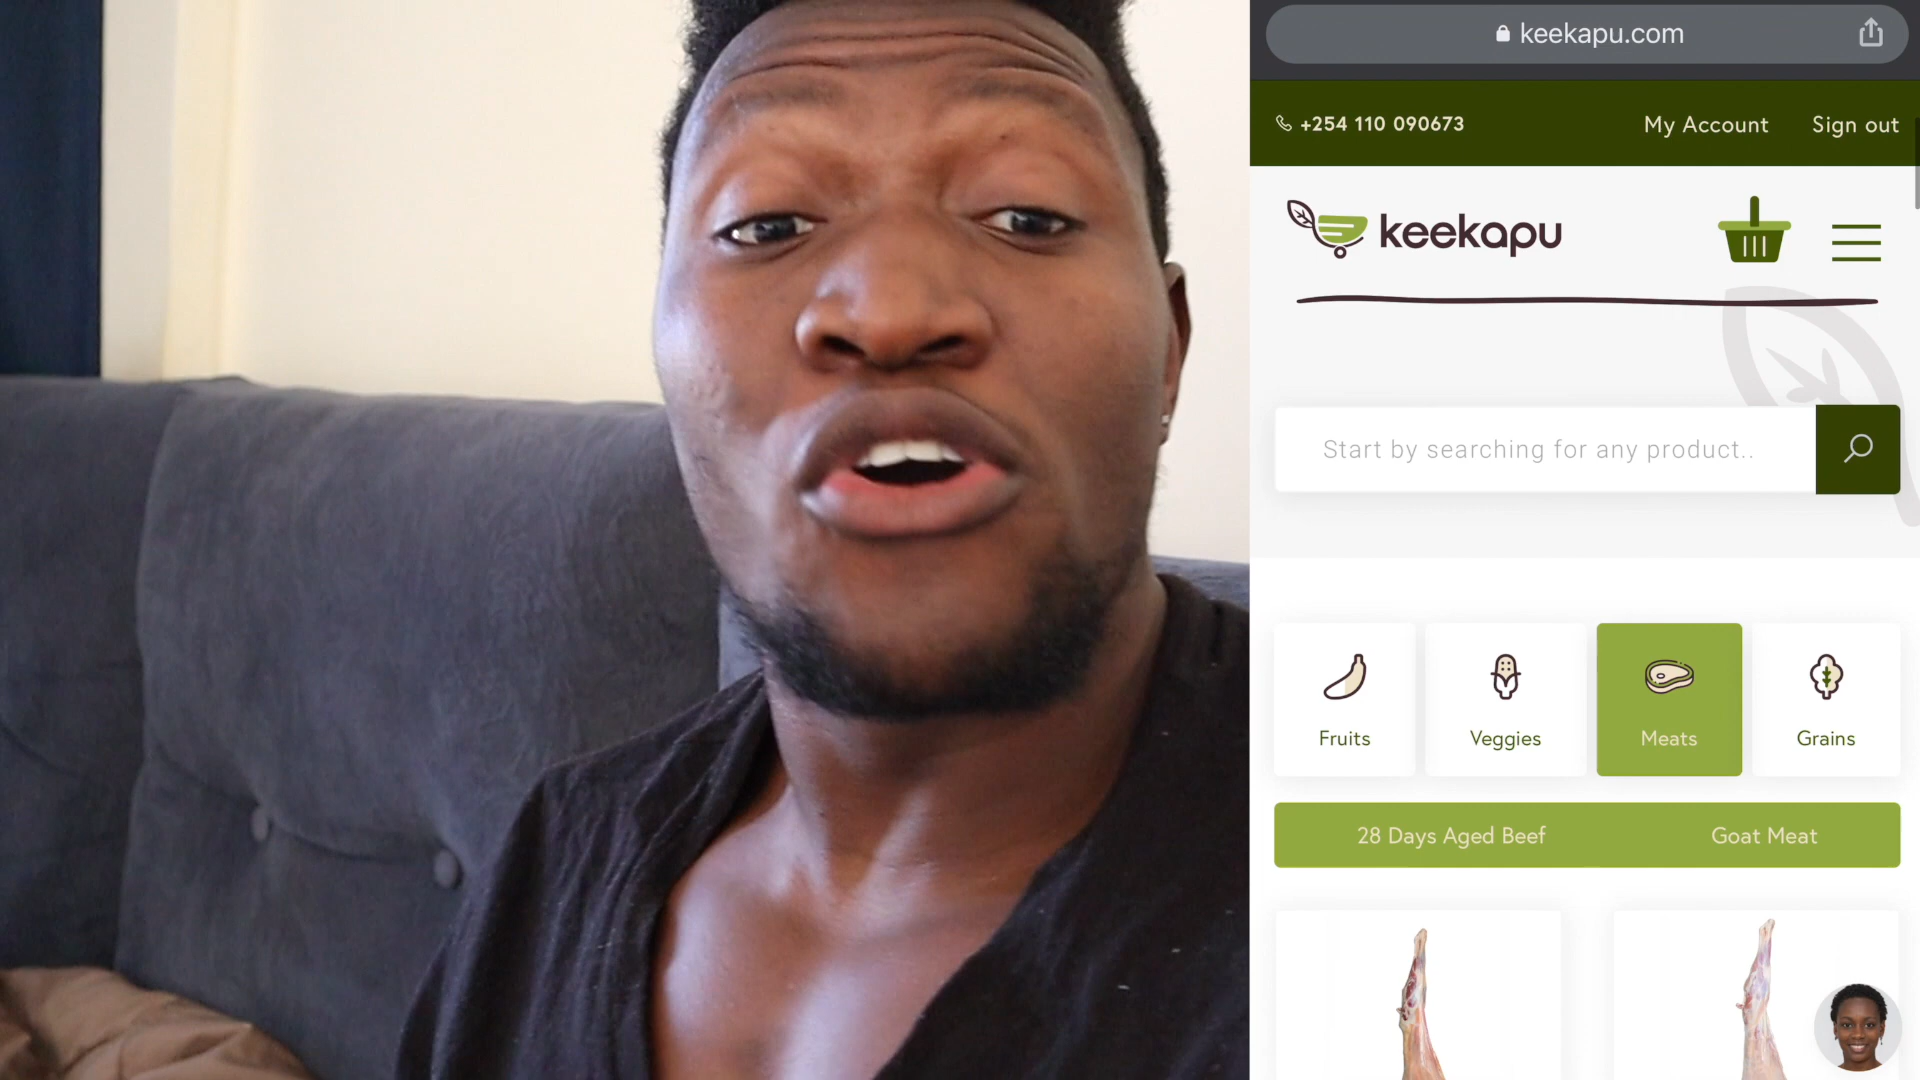 keekapu.com
+254 110 090673 My Account Sign out
keekapu
Start by searching for any product..
Fruits Veggies Meats Grains
28 Days Aged Beef Goat Meat